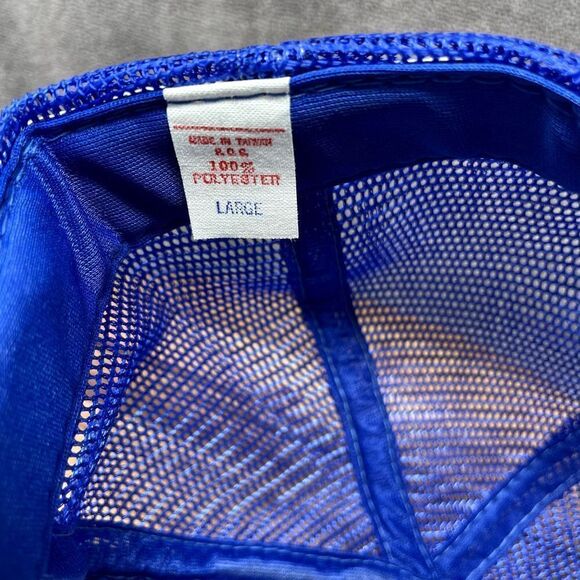 MADE IN TAIWAN
R.O.C.
100%
POLYESTER
LARGE